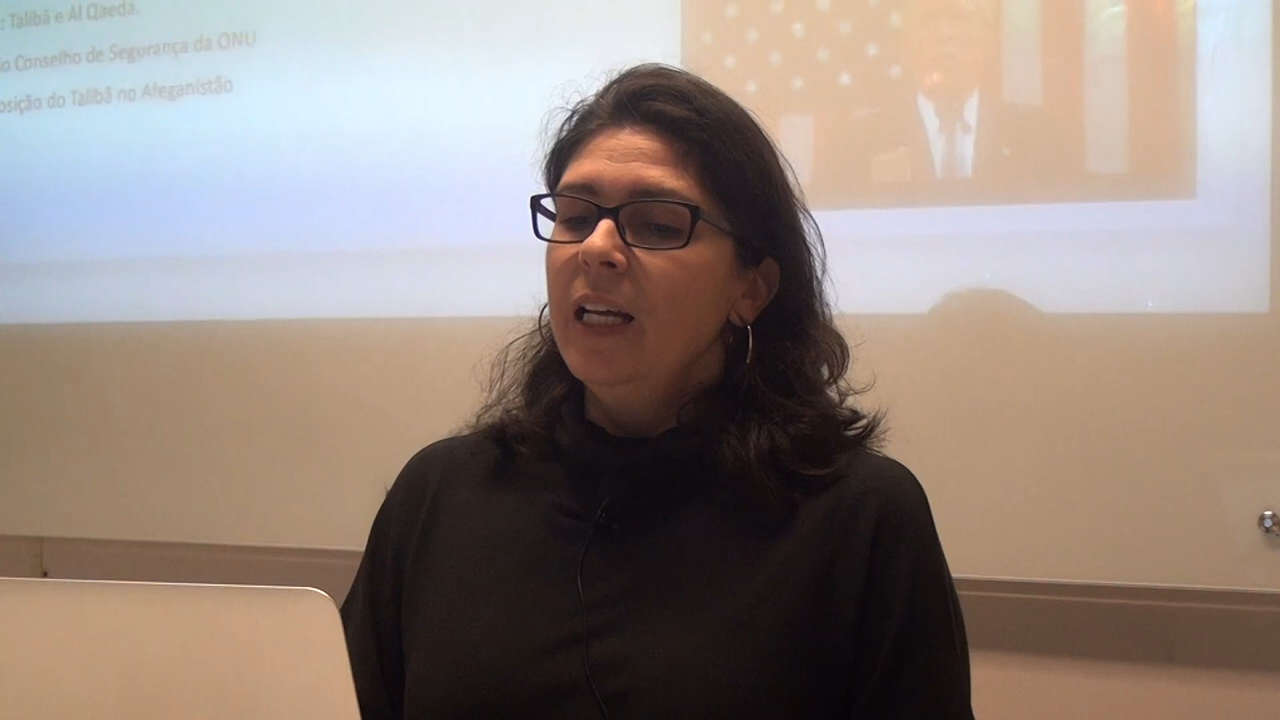 : Talibã e Al Qaeda.
o Conselho de Segurança da ONU
osição do Talibã no Afeganistão